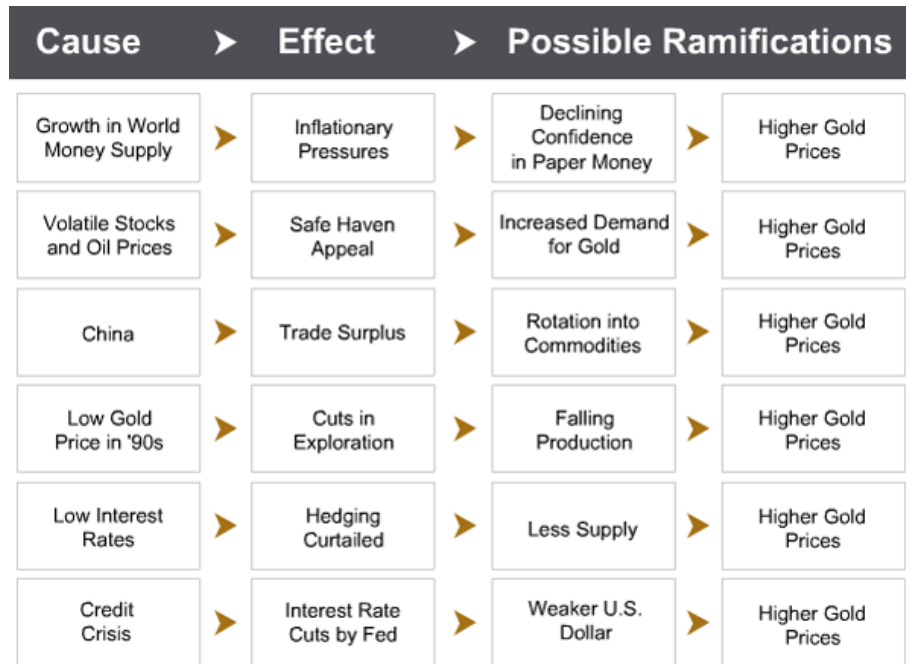 Cause ➤ Effect ➤ Possible Ramifications
Growth in World
Money Supply
Inflationary
Pressures
Declining
Confidence
in Paper Money
Higher Gold
Prices
Volatile Stocks
and Oil Prices
Safe Haven
Appeal
Increased Demand
for Gold
Higher Gold
Prices
China
Trade Surplus
Rotation into
Commodities
Higher Gold
Prices
Low Gold
Price in '90s
Cuts in
Exploration
Falling
Production
Higher Gold
Prices
Low Interest
Rates
Hedging
Curtailed
Less Supply
Higher Gold
Prices
Credit
Crisis
Interest Rate
Cuts by Fed
Weaker U.S.
Dollar
Higher Gold
Prices